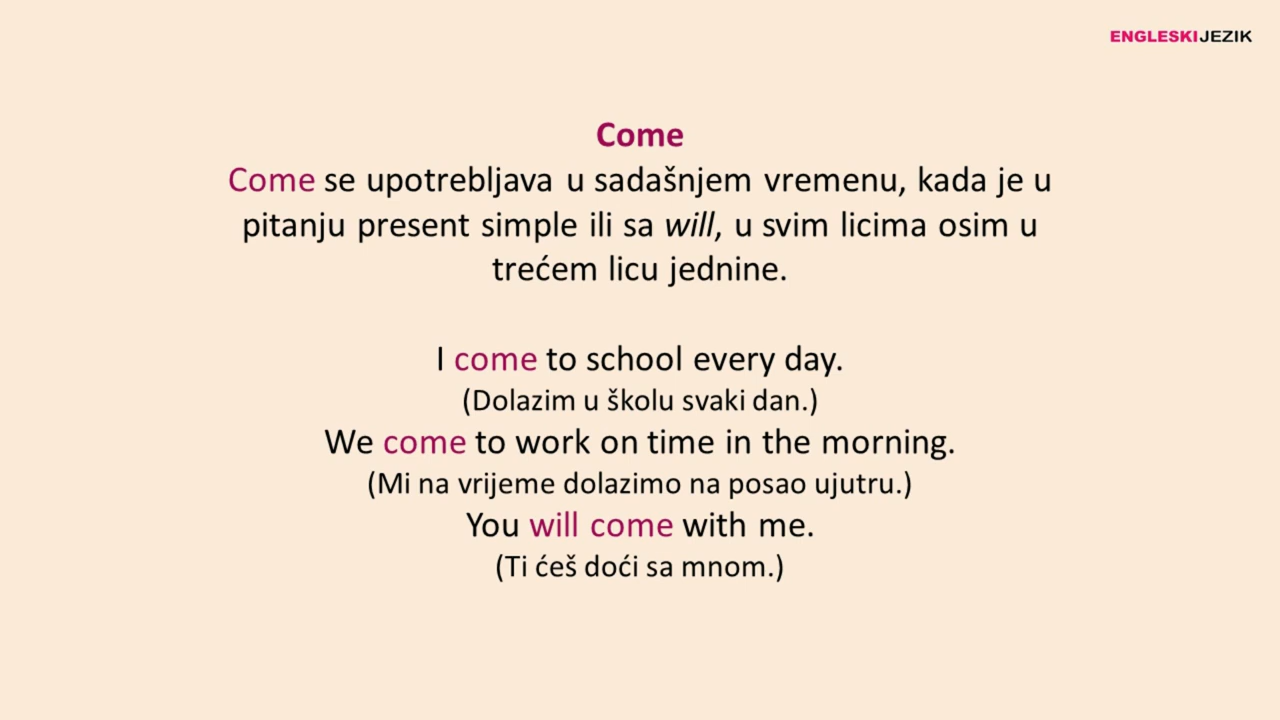 ENGLESKIJEZIK
Come
Come se upotrebljava u sadašnjem vremenu, kada je u
pitanju present simple ili sa will, u svim licima osim u
trećem licu jednine.
I come to school every day.
(Dolazim u školu svaki dan.)
We come to work on time in the morning.
(Mi na vrijeme dolazimo na posao ujutru.)
You will come with me.
(Ti ćeš doći sa mnom.)